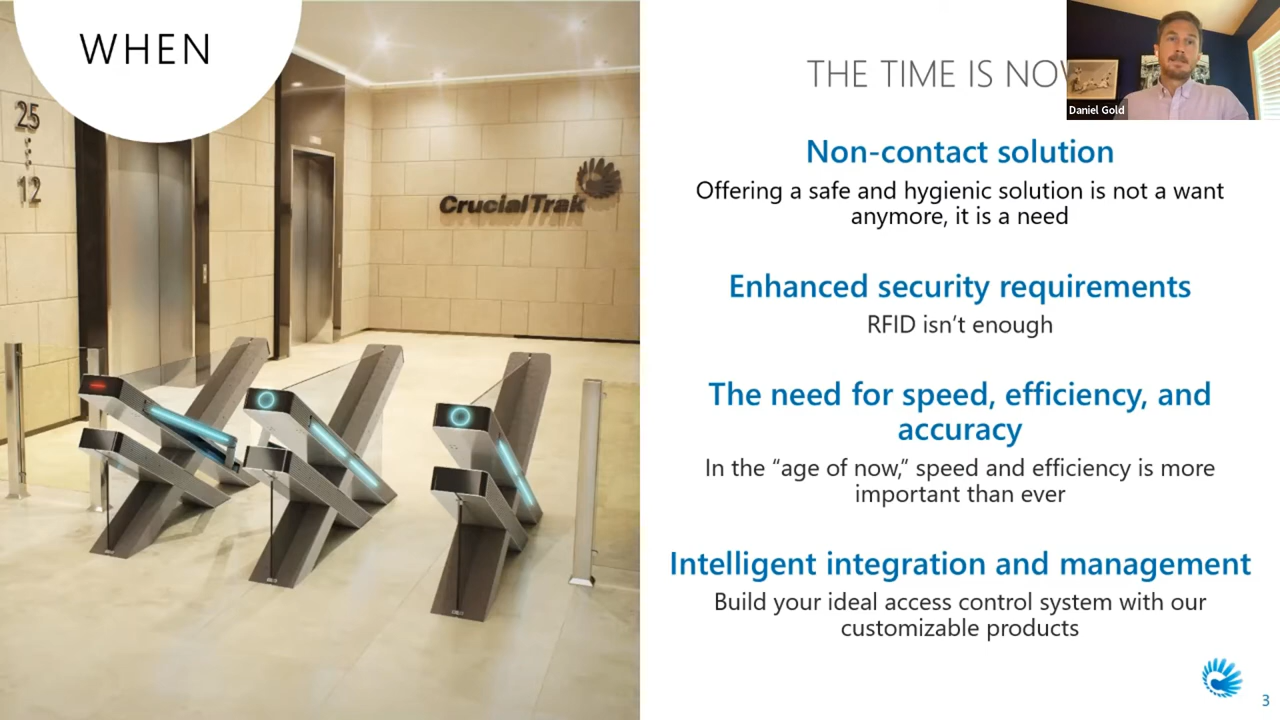 WHEN
25
12
CrucialTrak
THE TIME IS NOW
Daniel Gold
Non-contact solution
Offering a safe and hygienic solution is not a want
anymore, it is a need
Enhanced security requirements
RFID isn’t enough
The need for speed, efficiency, and
accuracy
In the “age of now,” speed and efficiency is more
important than ever
Intelligent integration and management
Build your ideal access control system with our
customizable products
3